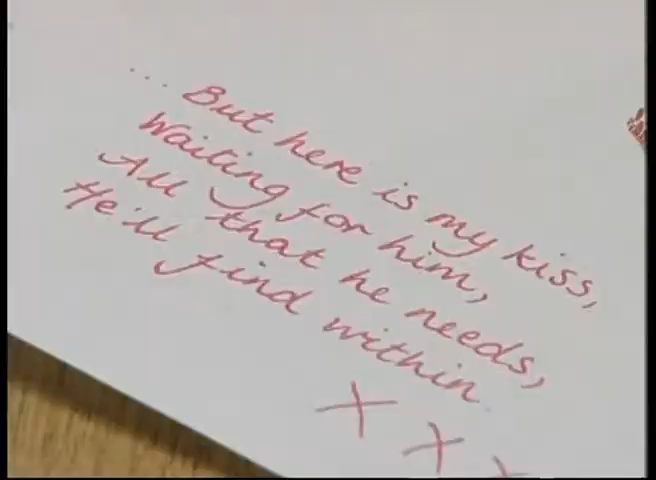 ... But here is my kiss,
Waiting for him,
All that he needs,
He'll find within.
X X X